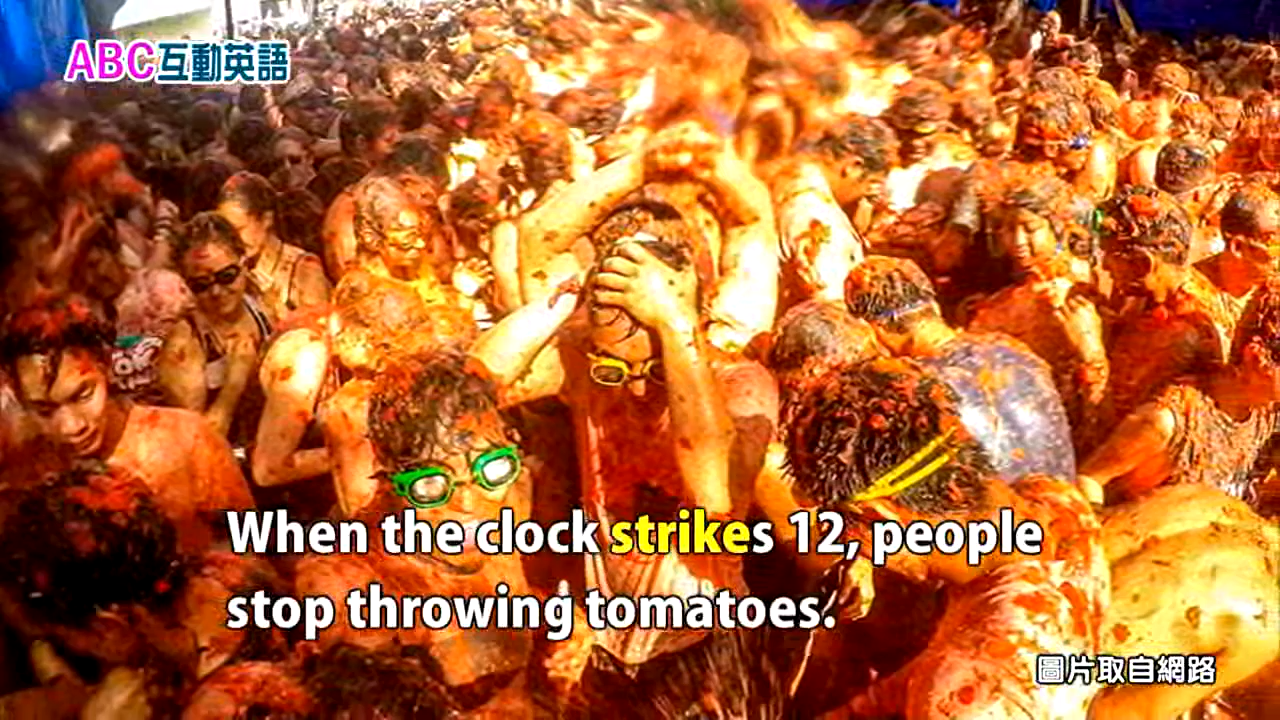 ABC互動英語
When the clock strikes 12, people
stop throwing tomatoes.
圖片取自網路